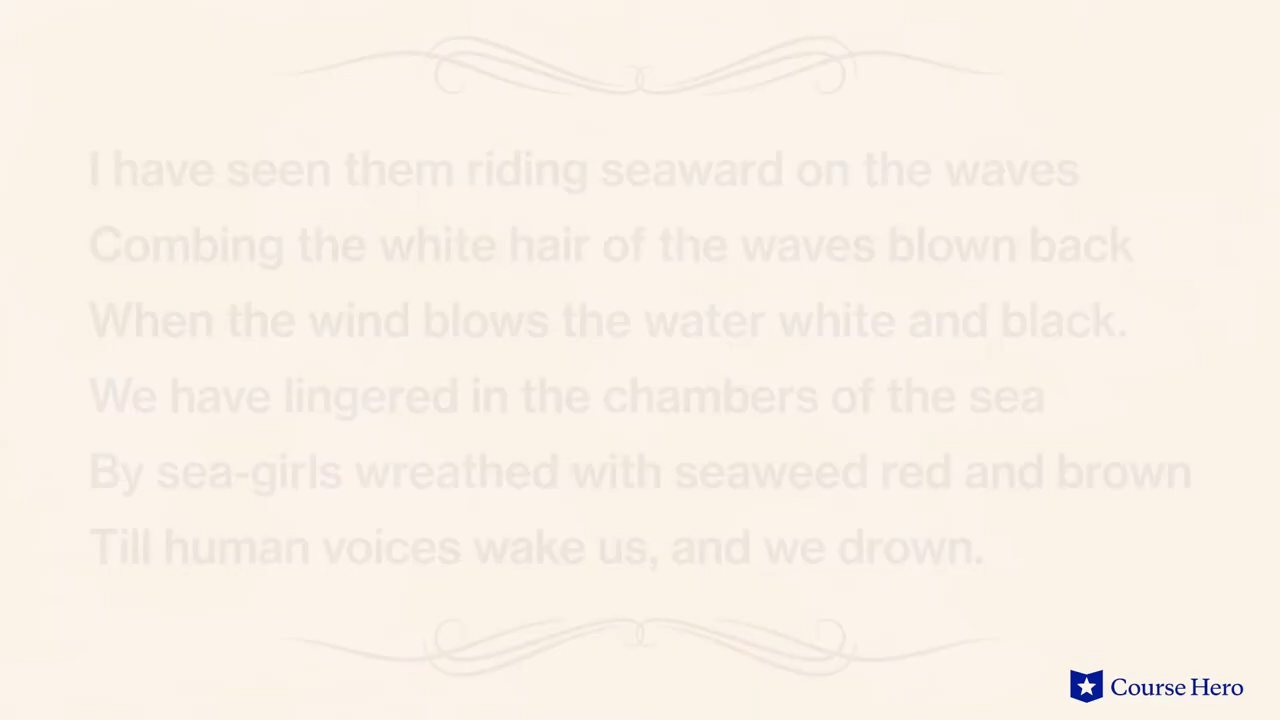 I have seen them riding seaward on the waves
Combing the white hair of the waves blown back
When the wind blows the water white and black.
We have lingered in the chambers of the sea
By sea-girls wreathed with seaweed red and brown
Till human voices wake us, and we drown.
Course Hero